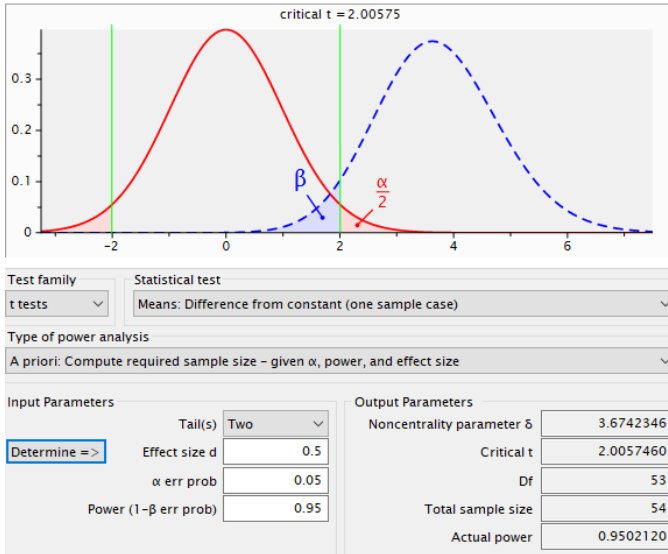 critical t = 2.00575
0.3
0.2
β
α
2
0.1
0
−2 0 2 4 6
Test family Statistical test
t tests Means: Difference from constant (one sample case)
Type of power analysis
A priori: Compute required sample size – given α, power, and effect size
Input Parameters Output Parameters
Tail(s) Two Noncentrality parameter δ 3.6742346
Determine => Effect size d 0.5 Critical t 2.0057460
α err prob 0.05 Df 53
Power (1-β err prob) 0.95 Total sample size 54
Actual power 0.9502120